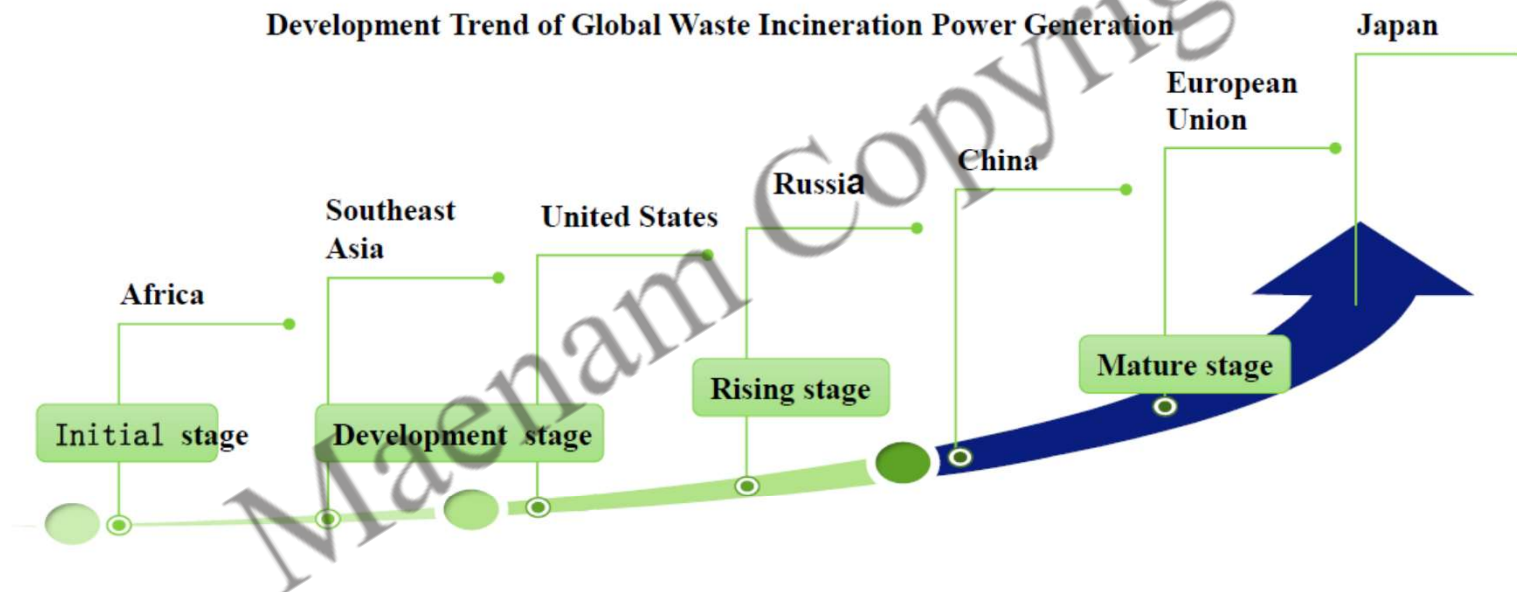 Development Trend of Global Waste Incineration Power Generation
Japan
European
Union
China
Russia
Southeast
Asia
United States
Africa
Mature stage
Rising stage
Initial stage
Development stage
Maenam Copyrig